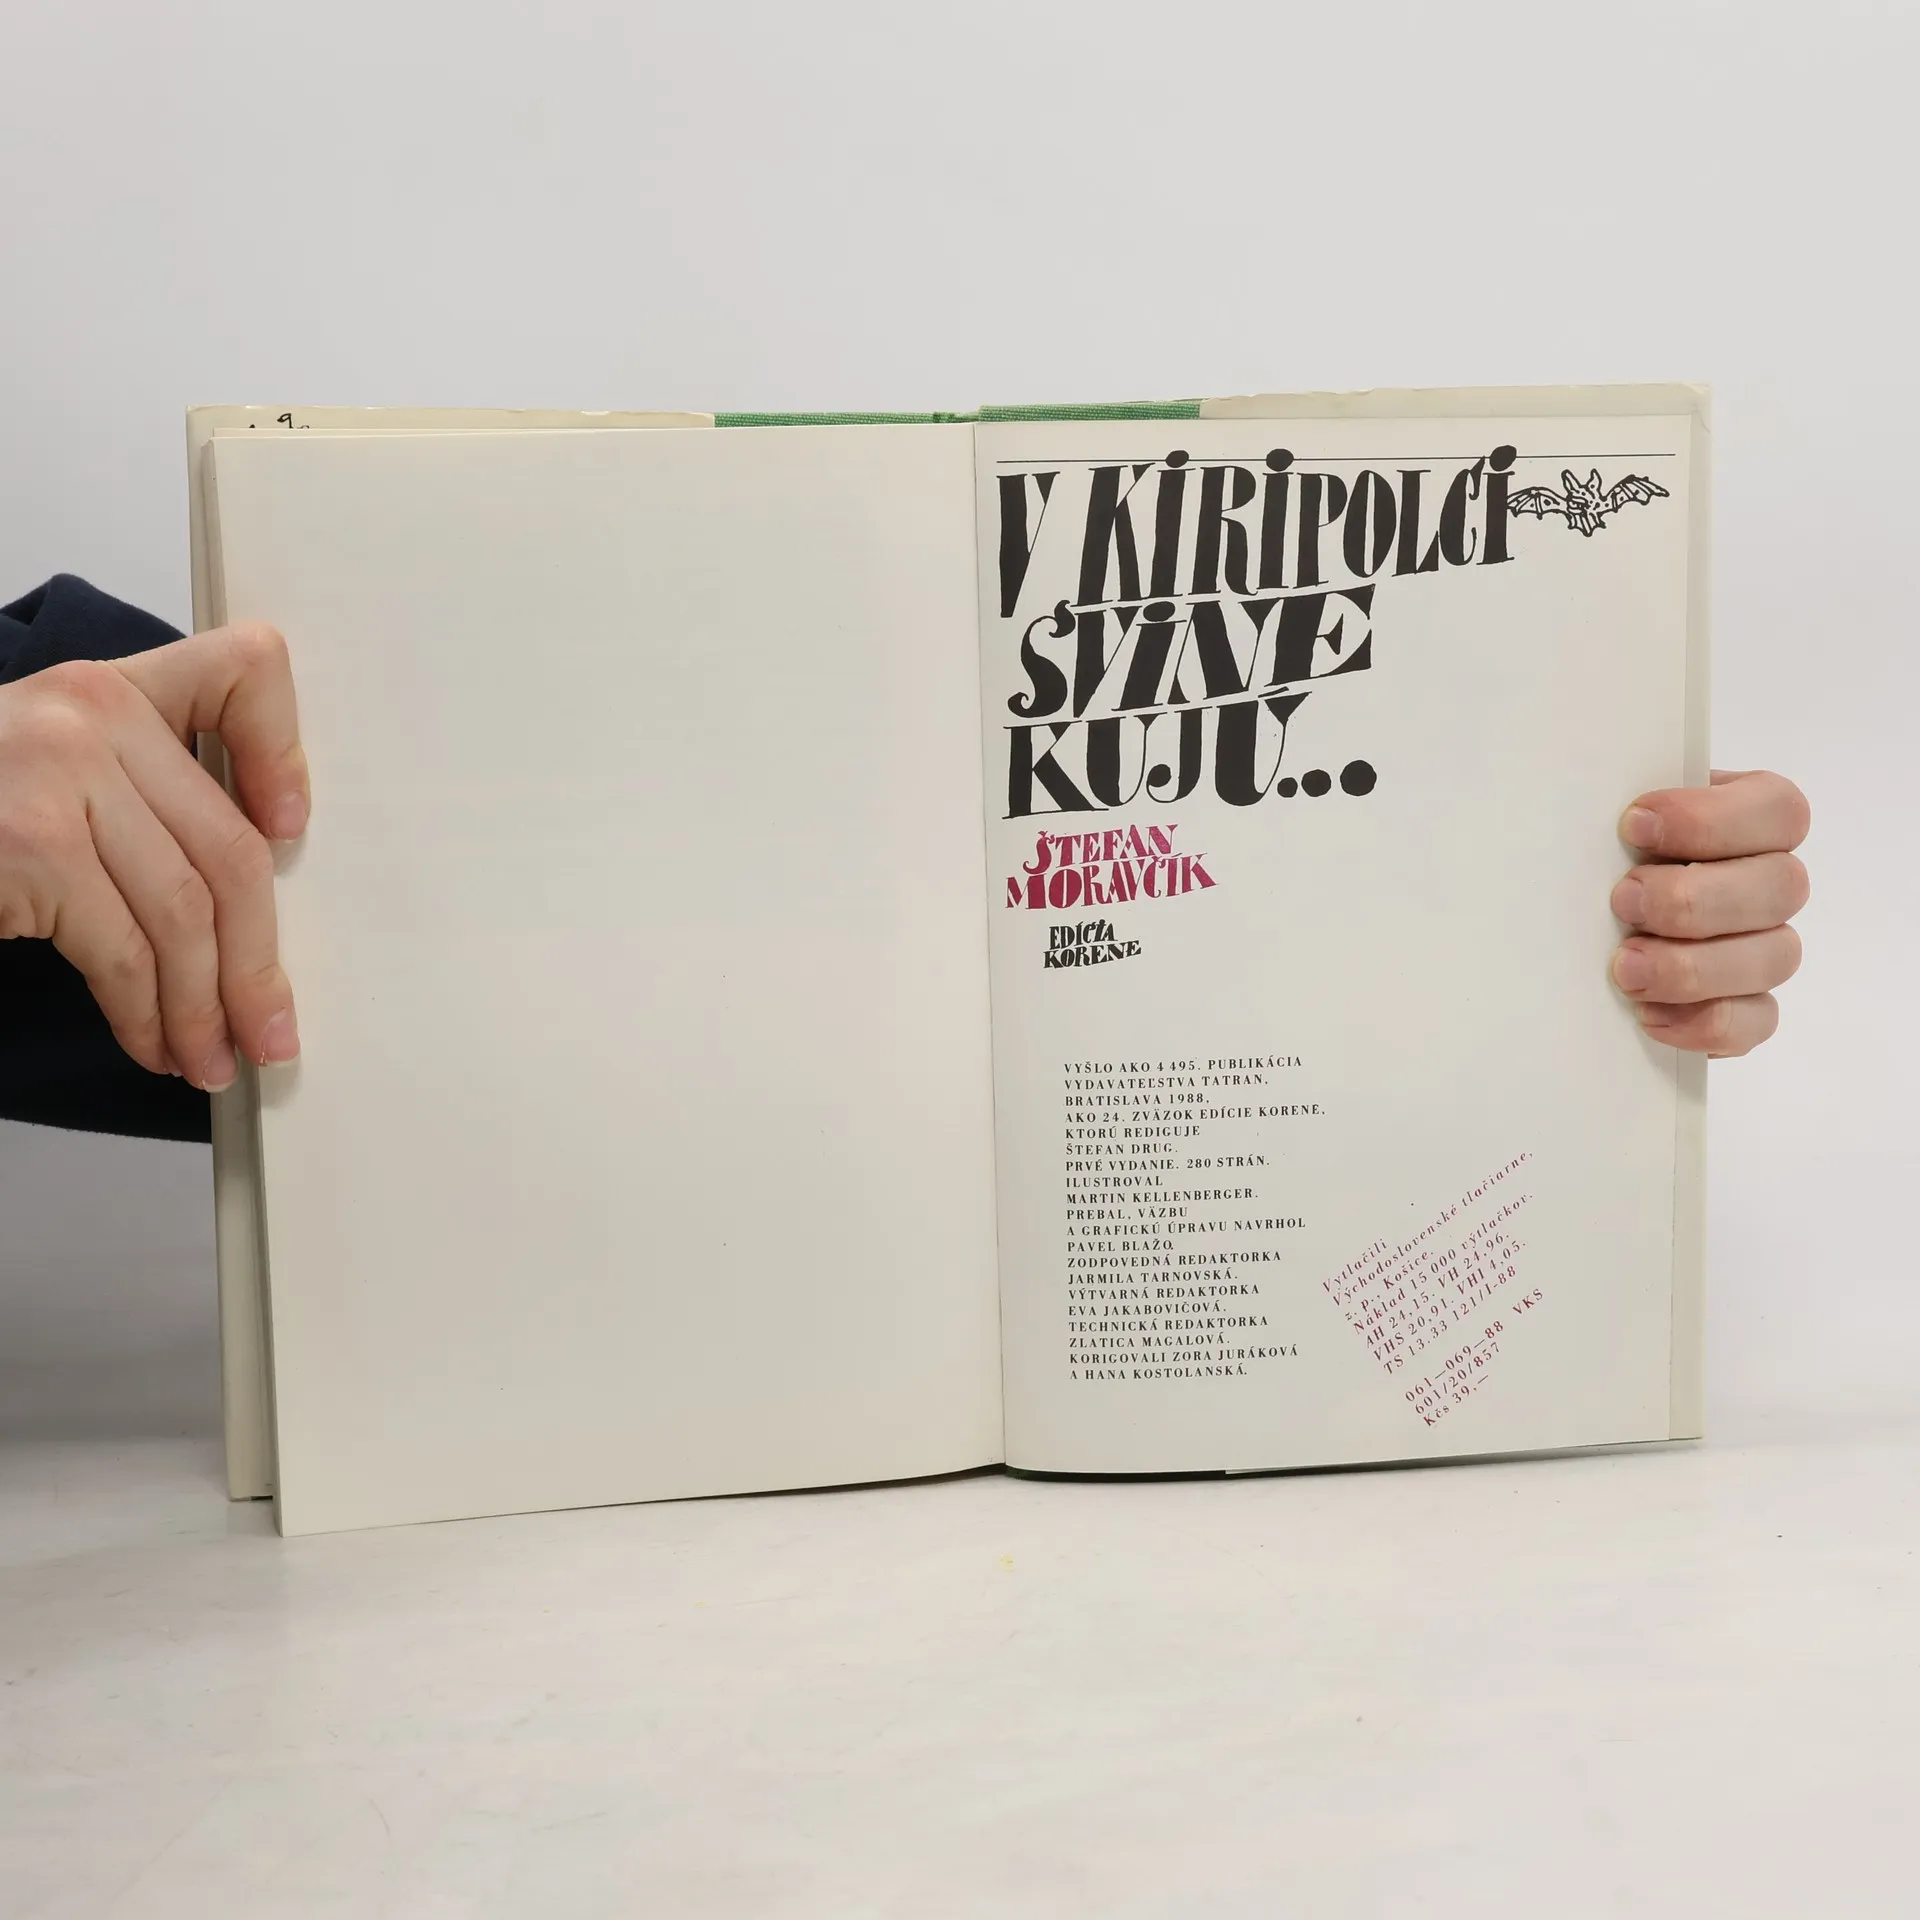 V KIRIPOLCI
SVINE
KUJÚ...
ŠTEFAN
MORAVČÍK
EDÍCIA
KORENE
VYŠLO AKO 4 495. PUBLIKÁCIA
VYDAVATEĽSTVA TATRAN,
BRATISLAVA 1988,
AKO 24. ZVÄZOK EDÍCIE KORENE,
KTORÚ REDIGUJE
ŠTEFAN DRUG.
PRVÉ VYDANIE. 280 STRÁN.
ILUSTROVAL
MARTIN KELLENBERGER.
PREBAL, VÄZBU
A GRAFICKÚ ÚPRAVU NAVRHOL
PAVEL BLAŽO.
ZODPOVEDNÁ REDAKTORKA
JARMILA TARNOVSKÁ.
VÝTVARNÁ REDAKTORKA
EVA JAKABOVIČOVÁ.
TECHNICKÁ REDAKTORKA
ZLATICA MAGALOVÁ.
KORIGOVALI ZORA JURÁKOVÁ
A HANA KOSTOLANSKÁ.
Vytlačili
Východoslovenské tlačiarne,
z. p., Košice.
Náklad 15 000 výtlačkov.
AH 24,15. VH 24,96.
VHS 20,91. VH1 4,05.
TS 13.33 121/I-88
061—069—88 VKS
601/20/857
Kčs 39,—